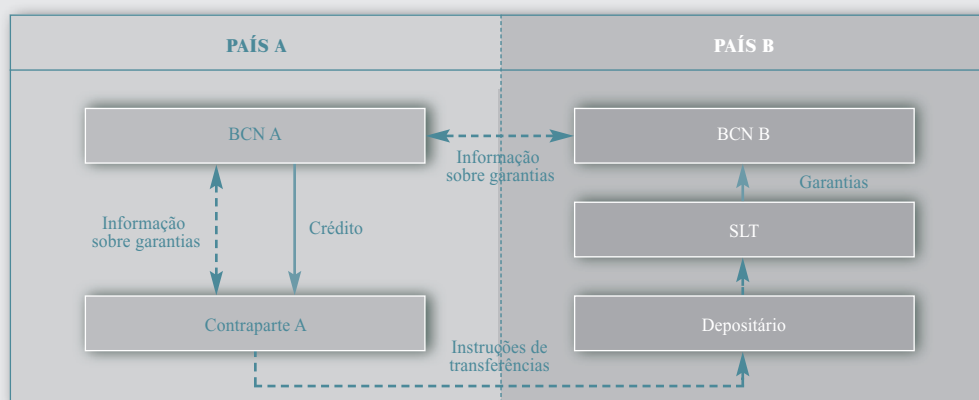 PAÍS A
PAÍS B
BCN A
BCN B
Informação
sobre garantias
Garantias
Informação
sobre garantias
Crédito
SLT
Contraparte A
Depositário
Instruções de
transferências